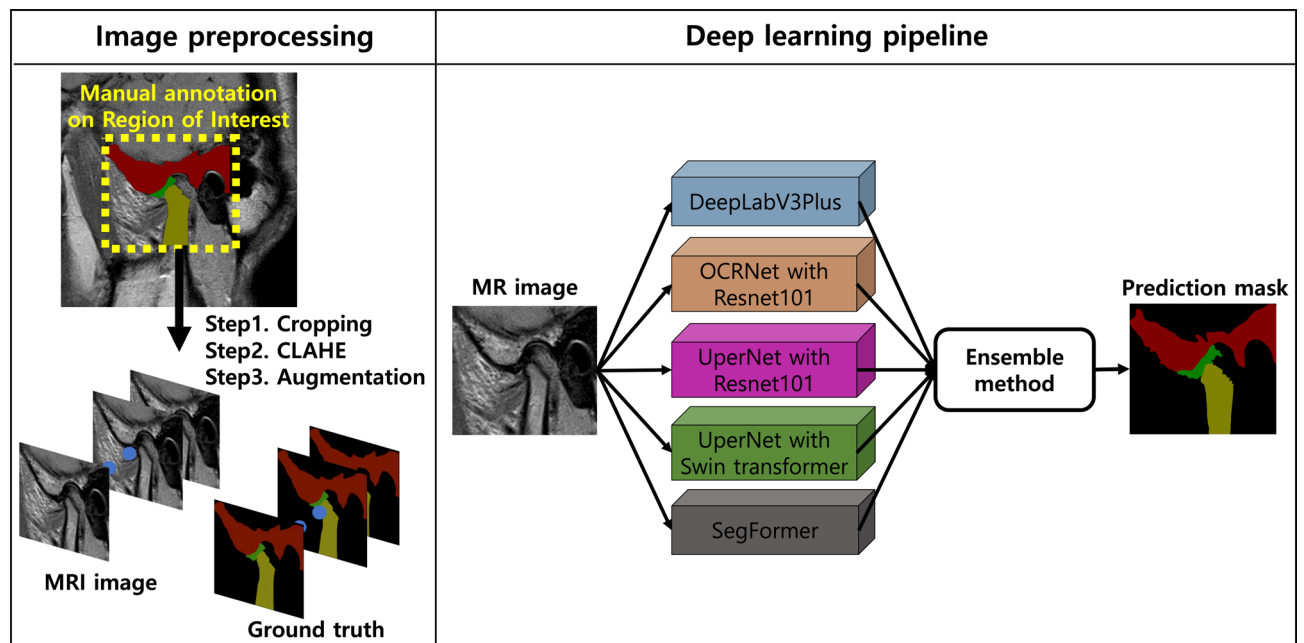 Image preprocessing
Deep learning pipeline
Manual annotation
on Region of Interest
Step1. Cropping
Step2. CLAHE
Step3. Augmentation
MRI image
Ground truth
MR image
DeepLabV3Plus
OCRNet with
Resnet101
UperNet with
Resnet101
UperNet with
Swin transformer
SegFormer
Ensemble
method
Prediction mask